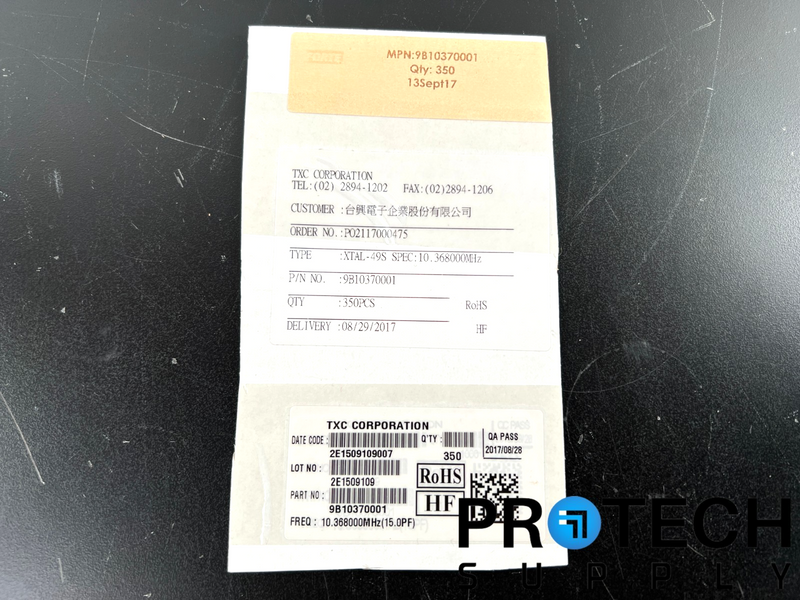 MPN:9B10370001
Qty: 350
13Sept17
TXC CORPORATION
TEL:(02) 2894-1202 FAX:(02)2894-1206
CUSTOMER :台興電子企業股份有限公司
ORDER NO.:PO2117000475
TYPE :XTAL-49S SPEC:10.368000MHz
P/N NO. :9B10370001
QTY :350PCS RoHS
DELIVERY :08/29/2017 HF
TXC CORPORATION
DATE CODE : Q'TY : QA PASS
2E1509109007 350 2017/08/28
LOT NO :
2E1509109 RoHS
PART NO : HF
9B10370001
FREQ : 10.368000MHz(15.0PF)
PROTECH
SUPPLY